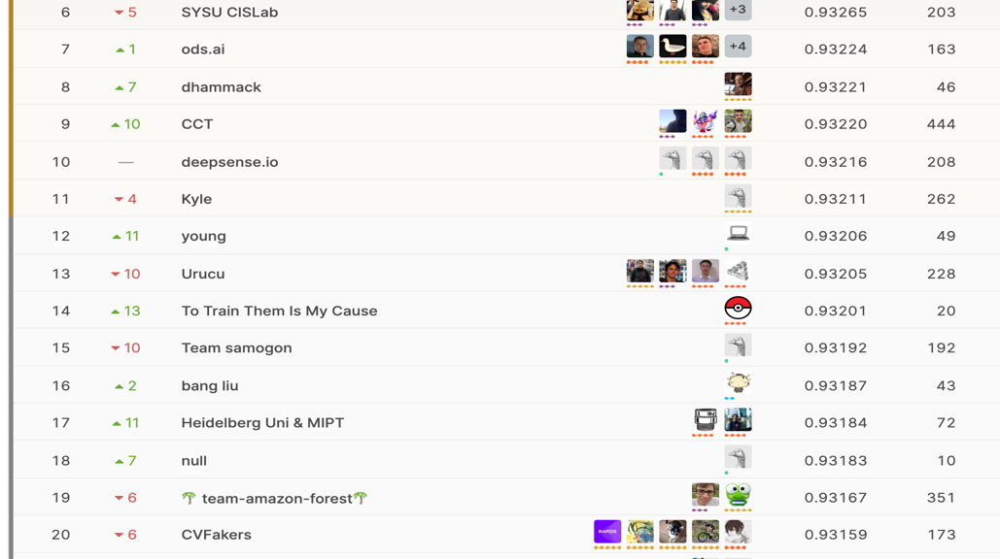 6 5 SYSU CISLab +3 0.93265 203
7 1 ods.ai +4 0.93224 163
8 7 dhammack 0.93221 46
9 10 CCT 0.93220 444
10 — deepsense.io 0.93216 208
11 4 Kyle 0.93211 262
12 11 young 0.93206 49
13 10 Urucu 0.93205 228
14 13 To Train Them Is My Cause 0.93201 20
15 10 Team samogon 0.93192 192
16 2 bang liu 0.93187 43
17 11 Heidelberg Uni & MIPT 0.93184 72
18 7 null 0.93183 10
19 6 🌴 team-amazon-forest🌴 0.93167 351
20 6 CVFakers RAPIDS 0.93159 173